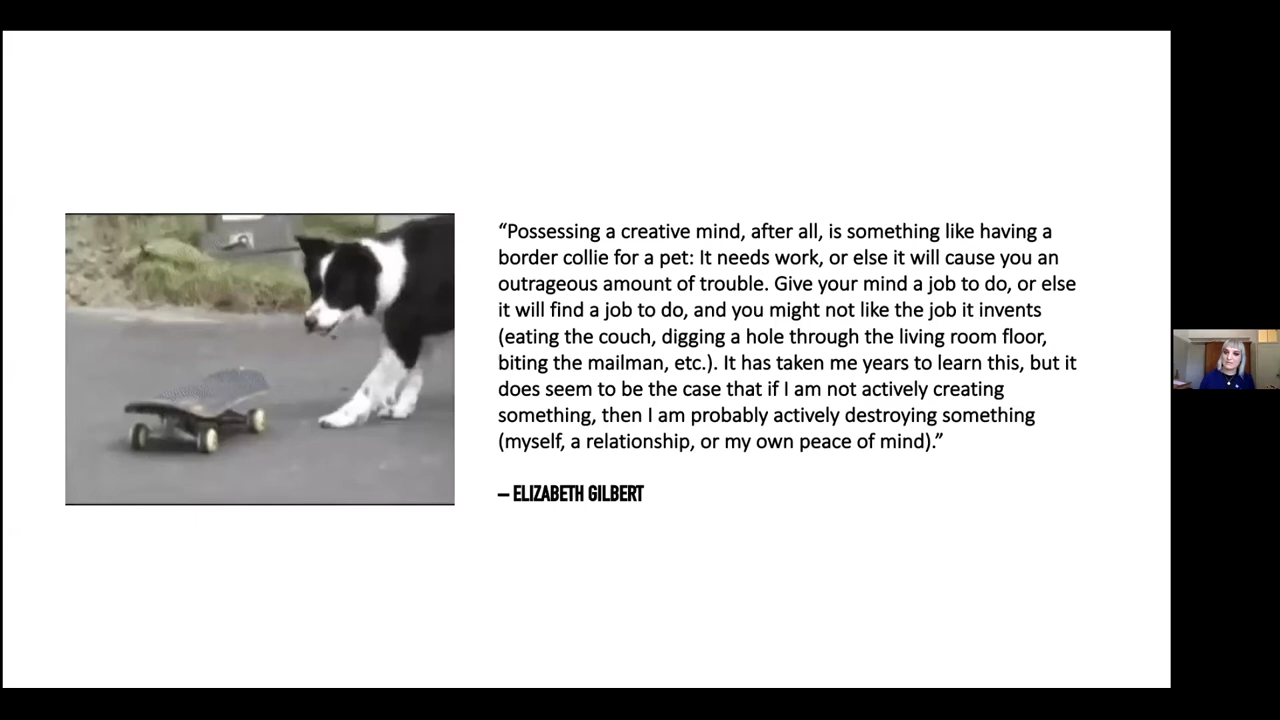 “Possessing a creative mind, after all, is something like having a
border collie for a pet: It needs work, or else it will cause you an
outrageous amount of trouble. Give your mind a job to do, or else
it will find a job to do, and you might not like the job it invents
(eating the couch, digging a hole through the living room floor,
biting the mailman, etc.). It has taken me years to learn this, but it
does seem to be the case that if I am not actively creating
something, then I am probably actively destroying something
(myself, a relationship, or my own peace of mind).”
– ELIZABETH GILBERT